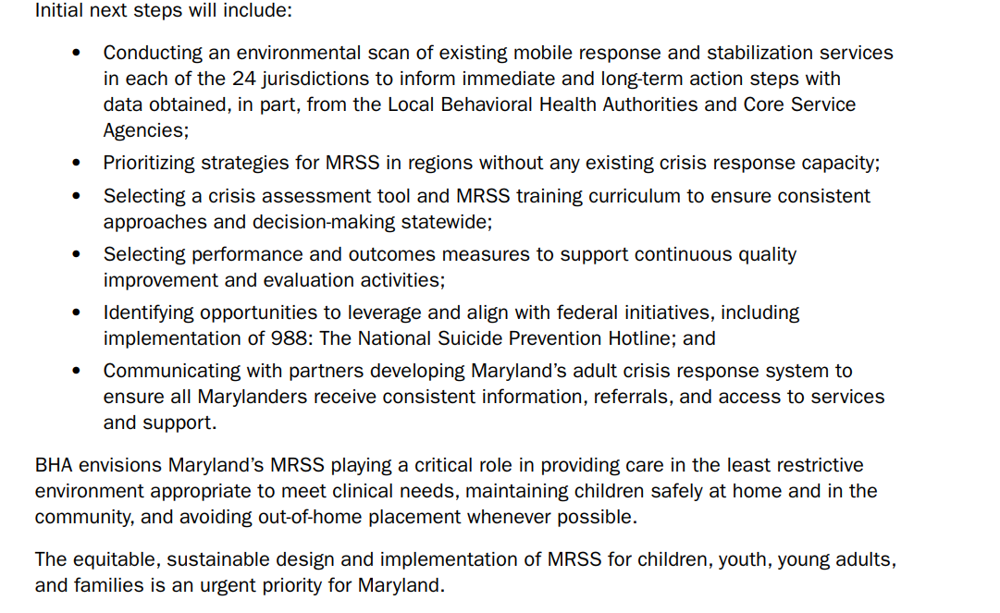 Initial next steps will include:
• Conducting an environmental scan of existing mobile response and stabilization services
in each of the 24 jurisdictions to inform immediate and long-term action steps with
data obtained, in part, from the Local Behavioral Health Authorities and Core Service
Agencies;
• Prioritizing strategies for MRSS in regions without any existing crisis response capacity;
• Selecting a crisis assessment tool and MRSS training curriculum to ensure consistent
approaches and decision-making statewide;
• Selecting performance and outcomes measures to support continuous quality
improvement and evaluation activities;
• Identifying opportunities to leverage and align with federal initiatives, including
implementation of 988: The National Suicide Prevention Hotline; and
• Communicating with partners developing Maryland’s adult crisis response system to
ensure all Marylanders receive consistent information, referrals, and access to services
and support.
BHA envisions Maryland’s MRSS playing a critical role in providing care in the least restrictive
environment appropriate to meet clinical needs, maintaining children safely at home and in the
community, and avoiding out-of-home placement whenever possible.
The equitable, sustainable design and implementation of MRSS for children, youth, young adults,
and families is an urgent priority for Maryland.